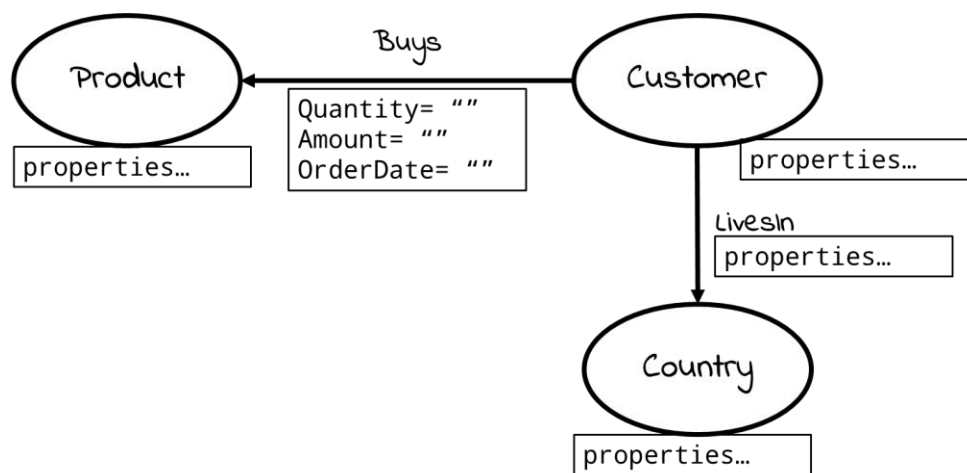 Buys
Product
Customer
Quantity= “”
Amount= “”
OrderDate= “”
properties…
properties…
LivesIn
properties…
Country
properties…